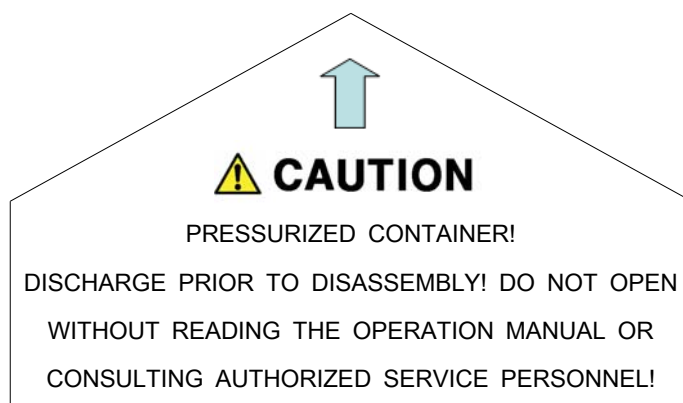 CAUTION
PRESSURIZED CONTAINER!
DISCHARGE PRIOR TO DISASSEMBLY! DO NOT OPEN
WITHOUT READING THE OPERATION MANUAL OR
CONSULTING AUTHORIZED SERVICE PERSONNEL!